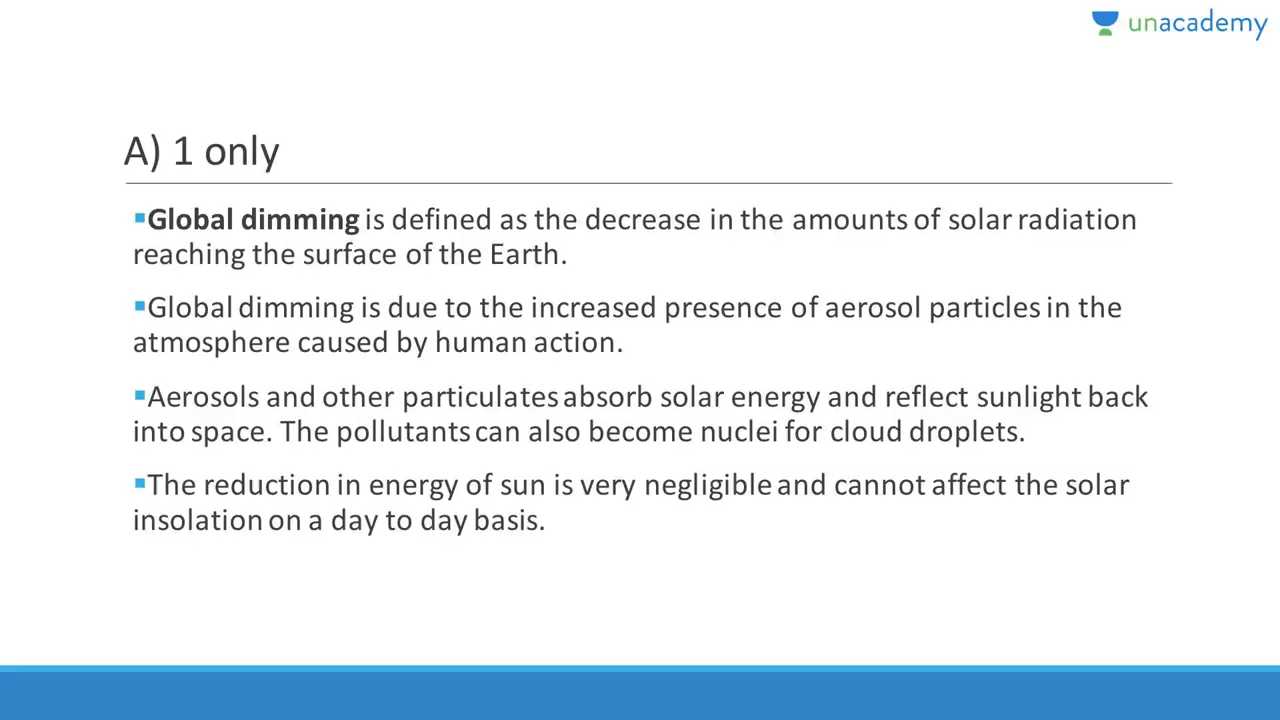 unacademy
A) 1 only
▪Global dimming is defined as the decrease in the amounts of solar radiation
reaching the surface of the Earth.
▪Global dimming is due to the increased presence of aerosol particles in the
atmosphere caused by human action.
▪Aerosols and other particulates absorb solar energy and reflect sunlight back
into space. The pollutants can also become nuclei for cloud droplets.
▪The reduction in energy of sun is very negligible and cannot affect the solar
insolation on a day to day basis.